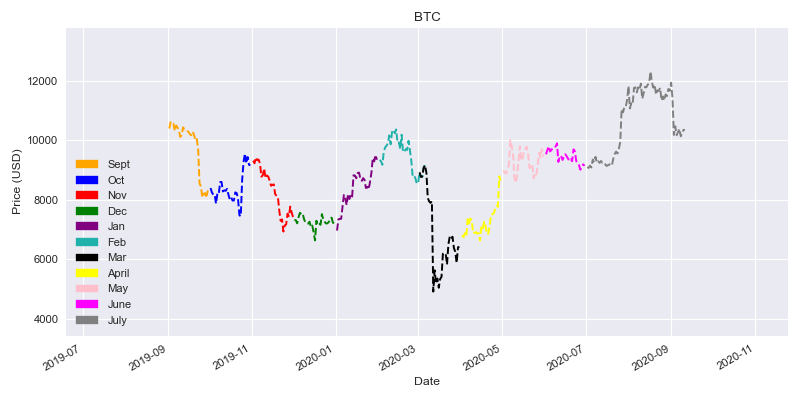 BTC
Price (USD)
12000
10000
8000
6000
4000
Sept
Oct
Nov
Dec
Jan
Feb
Mar
April
May
June
July
2019-07
2019-09
2019-11
2020-01
2020-03
2020-05
2020-07
2020-09
2020-11
Date